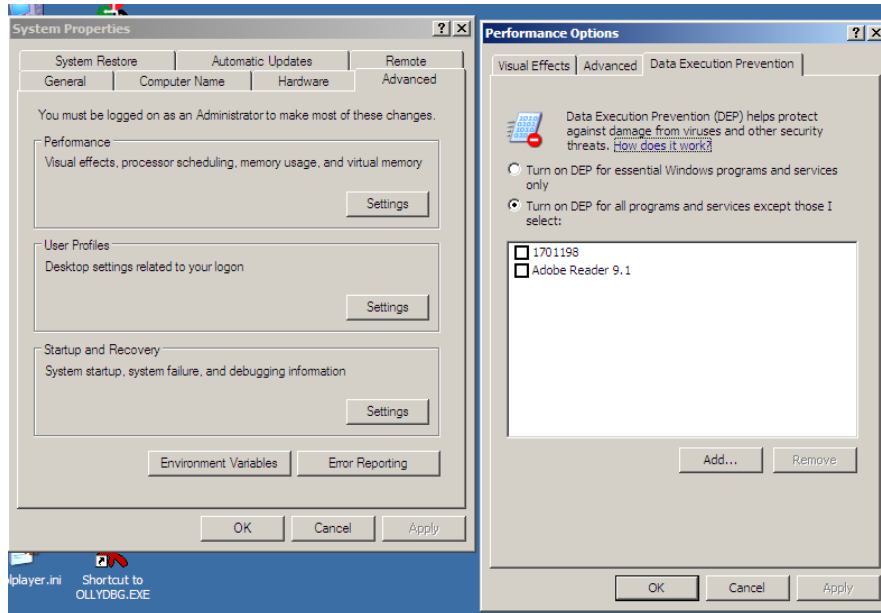 System Properties
System Restore
Automatic Updates
Remote
General
Computer Name
Hardware
Advanced
You must be logged on as an Administrator to make most of these changes.
Performance
Visual effects, processor scheduling, memory usage, and virtual memory
Settings
User Profiles
Desktop settings related to your logon
Settings
Startup and Recovery
System startup, system failure, and debugging information
Settings
Environment Variables
Error Reporting
OK
Cancel
Apply
Performance Options
Visual Effects
Advanced
Data Execution Prevention
Data Execution Prevention (DEP) helps protect
against damage from viruses and other security
threats. How does it work?
Turn on DEP for essential Windows programs and services
only
Turn on DEP for all programs and services except those I
select:
1701198
Adobe Reader 9.1
Add...
Remove
OK
Cancel
Apply
lplayer.ini
Shortcut to
OLLYDBG.EXE